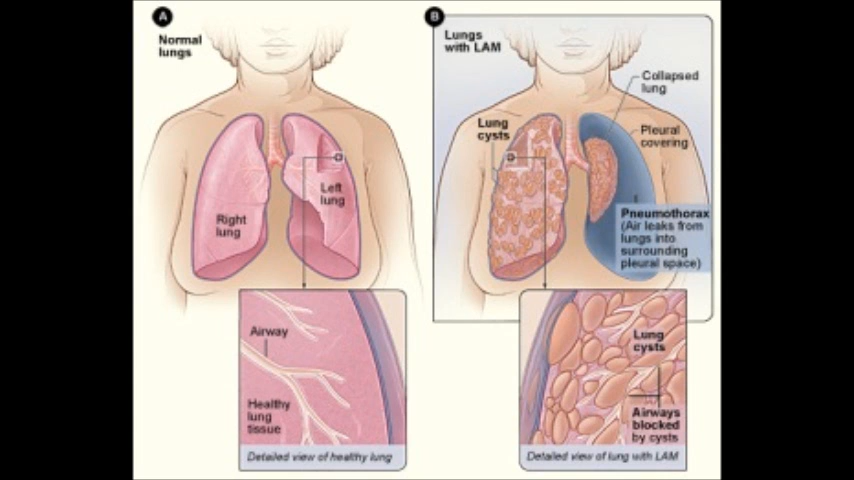 A
Normal
lungs
Right
lung
Left
lung
Airway
Healthy
lung
tissue
Detailed view of healthy lung
B
Lungs
with LAM
Lung
cysts
Collapsed
lung
Pleural
covering
Pneumothorax
(Air leaks from
lungs into
surrounding
pleural space)
Lung
cysts
Airways
blocked
by cysts
Detailed view of lung with LAM